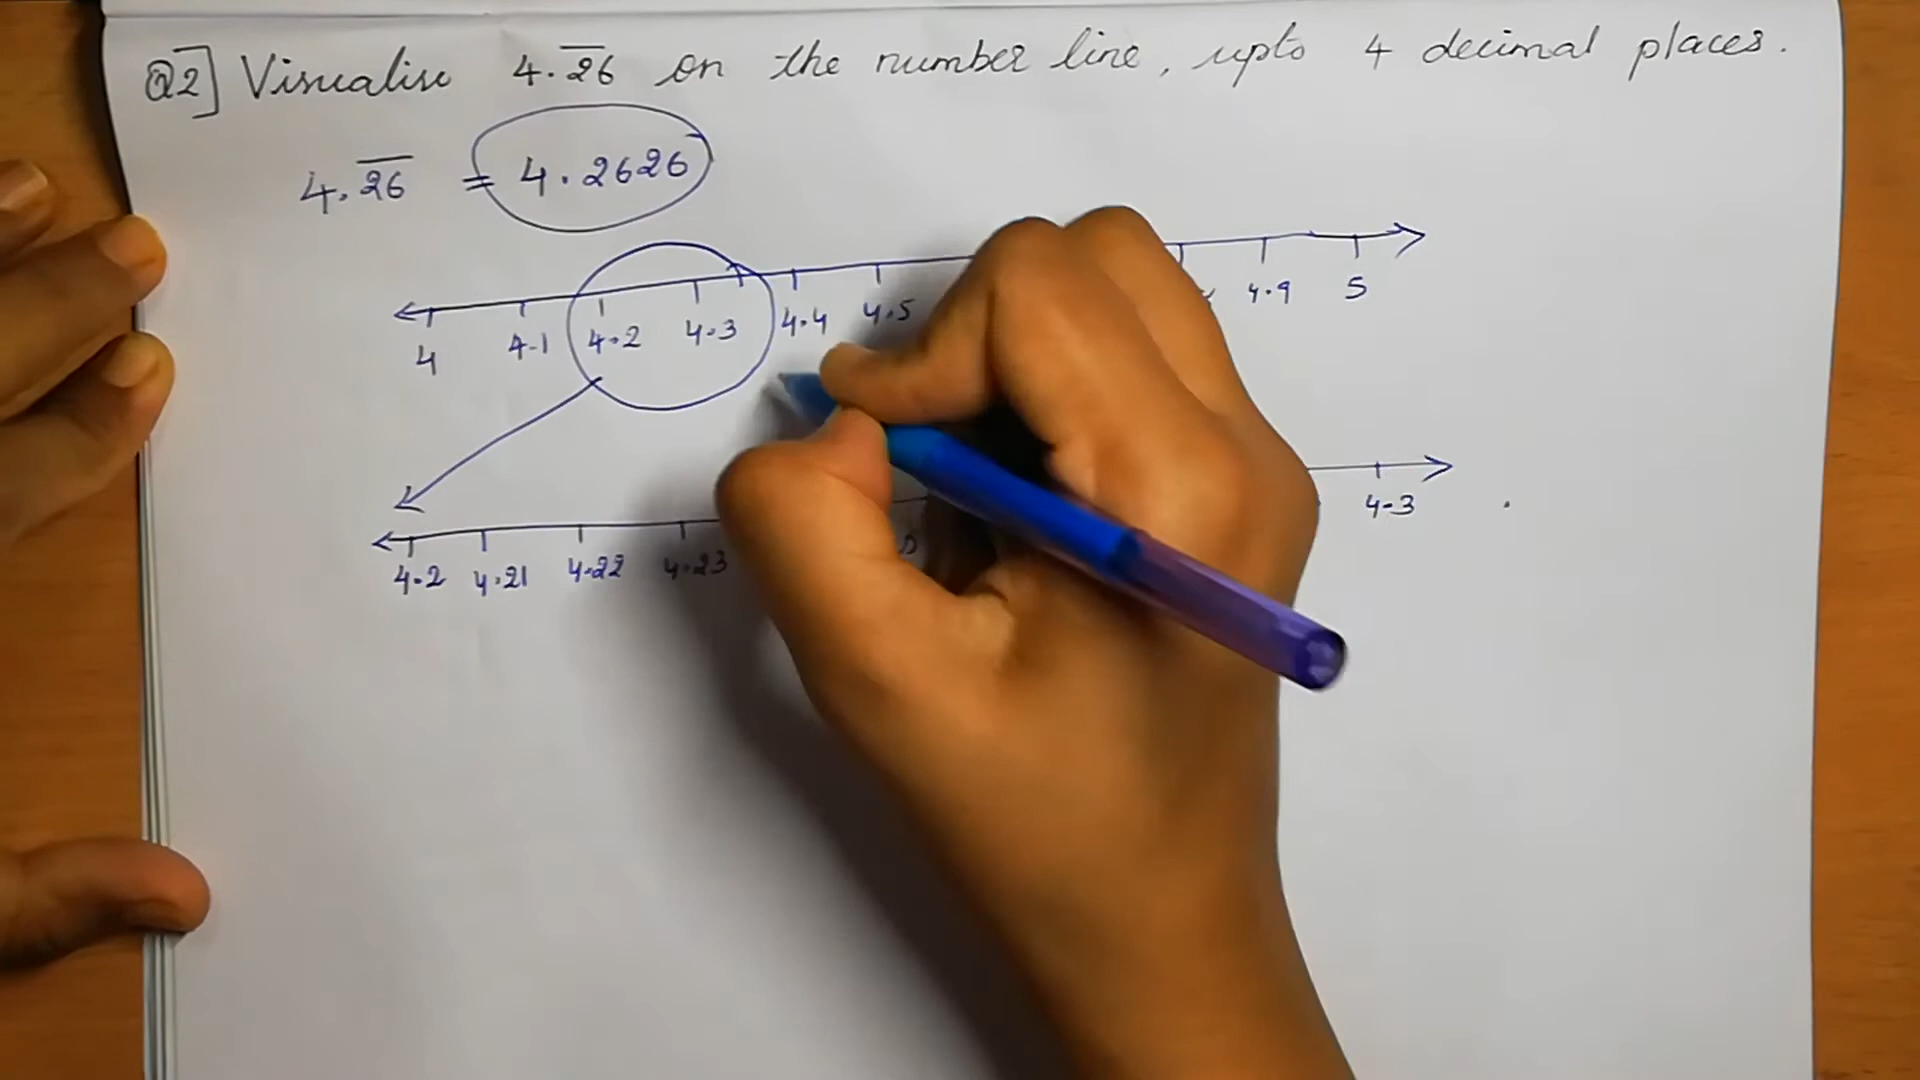 Q2] Visualise 4.2̅6̅ on the number line, upto 4 decimal places.
4.2̅6̅ = 4.2626
4 4.1 4.2 4.3 4.4 4.5 4.9 5
4.2 4.21 4.22 4.23 4.3